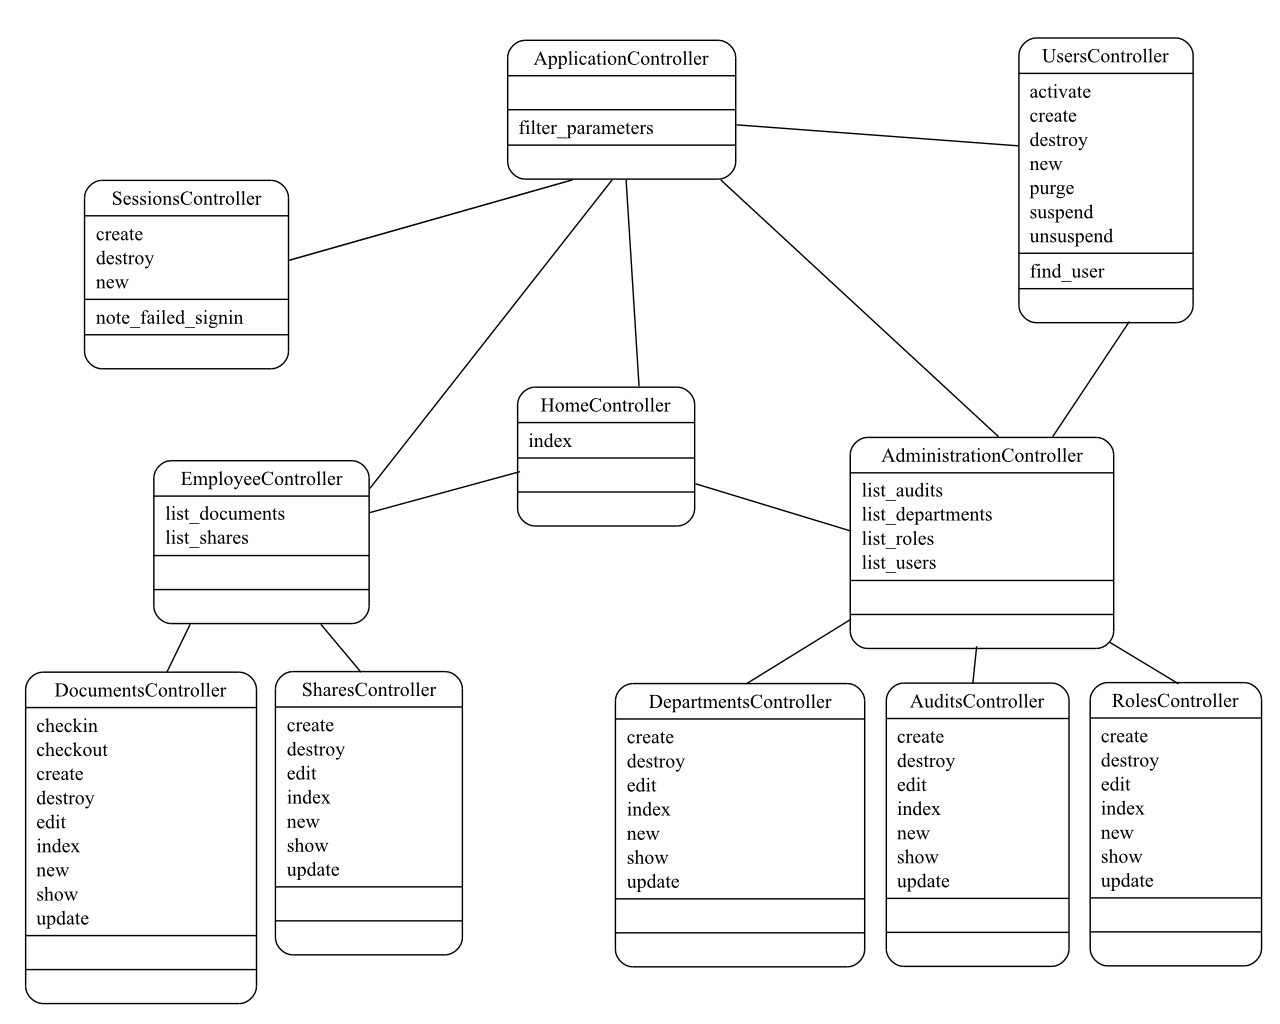 ApplicationController
filter_parameters
UsersController
activate
create
destroy
new
purge
suspend
unsuspend
find_user
SessionsController
create
destroy
new
note_failed_signin
HomeController
index
EmployeeController
list_documents
list_shares
AdministrationController
list_audits
list_departments
list_roles
list_users
DocumentsController
checkin
checkout
create
destroy
edit
index
new
show
update
SharesController
create
destroy
edit
index
new
show
update
DepartmentsController
create
destroy
edit
index
new
show
update
AuditsController
create
destroy
edit
index
new
show
update
RolesController
create
destroy
edit
index
new
show
update